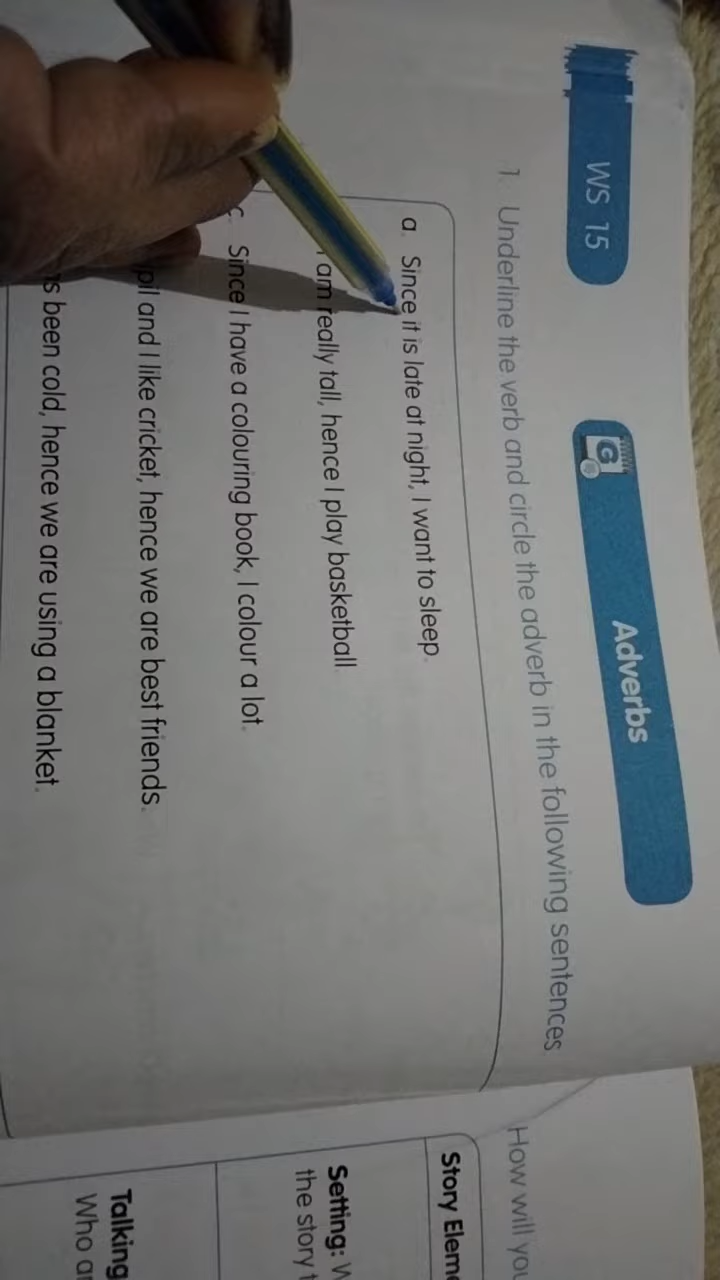 WS 15
Adverbs
1. Underline the verb and circle the adverb in the following sentences.
a. Since it is late at night, I want to sleep.
I am really tall, hence I play basketball.
c. Since I have a colouring book, I colour a lot.
and I like cricket, hence we are best friends.
been cold, hence we are using a blanket.
How will you
Story
Setting:
the story
Talking
Who